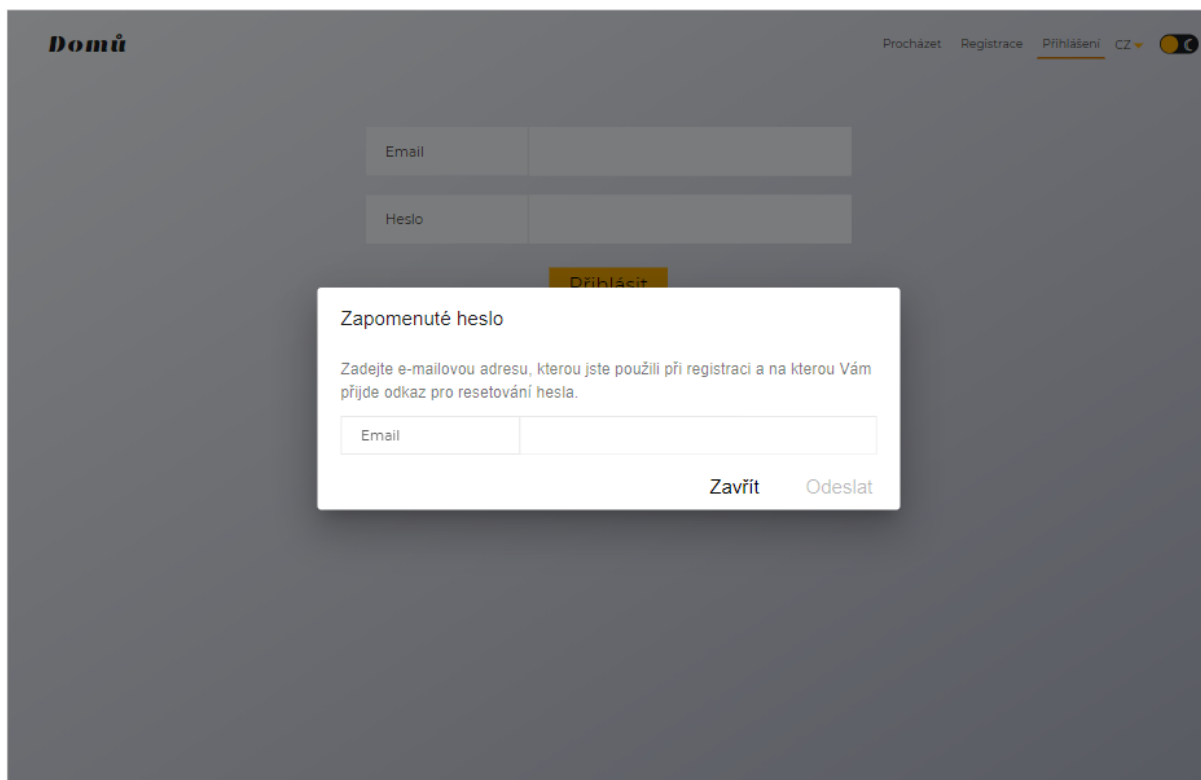 Domů
Procházet Registrace Přihlášení CZ
Email
Heslo
Přihlásit
Zapomenuté heslo
Zadejte e-mailovou adresu, kterou jste použili při registraci a na kterou Vám
přijde odkaz pro resetování hesla.
Email
Zavřít Odeslat